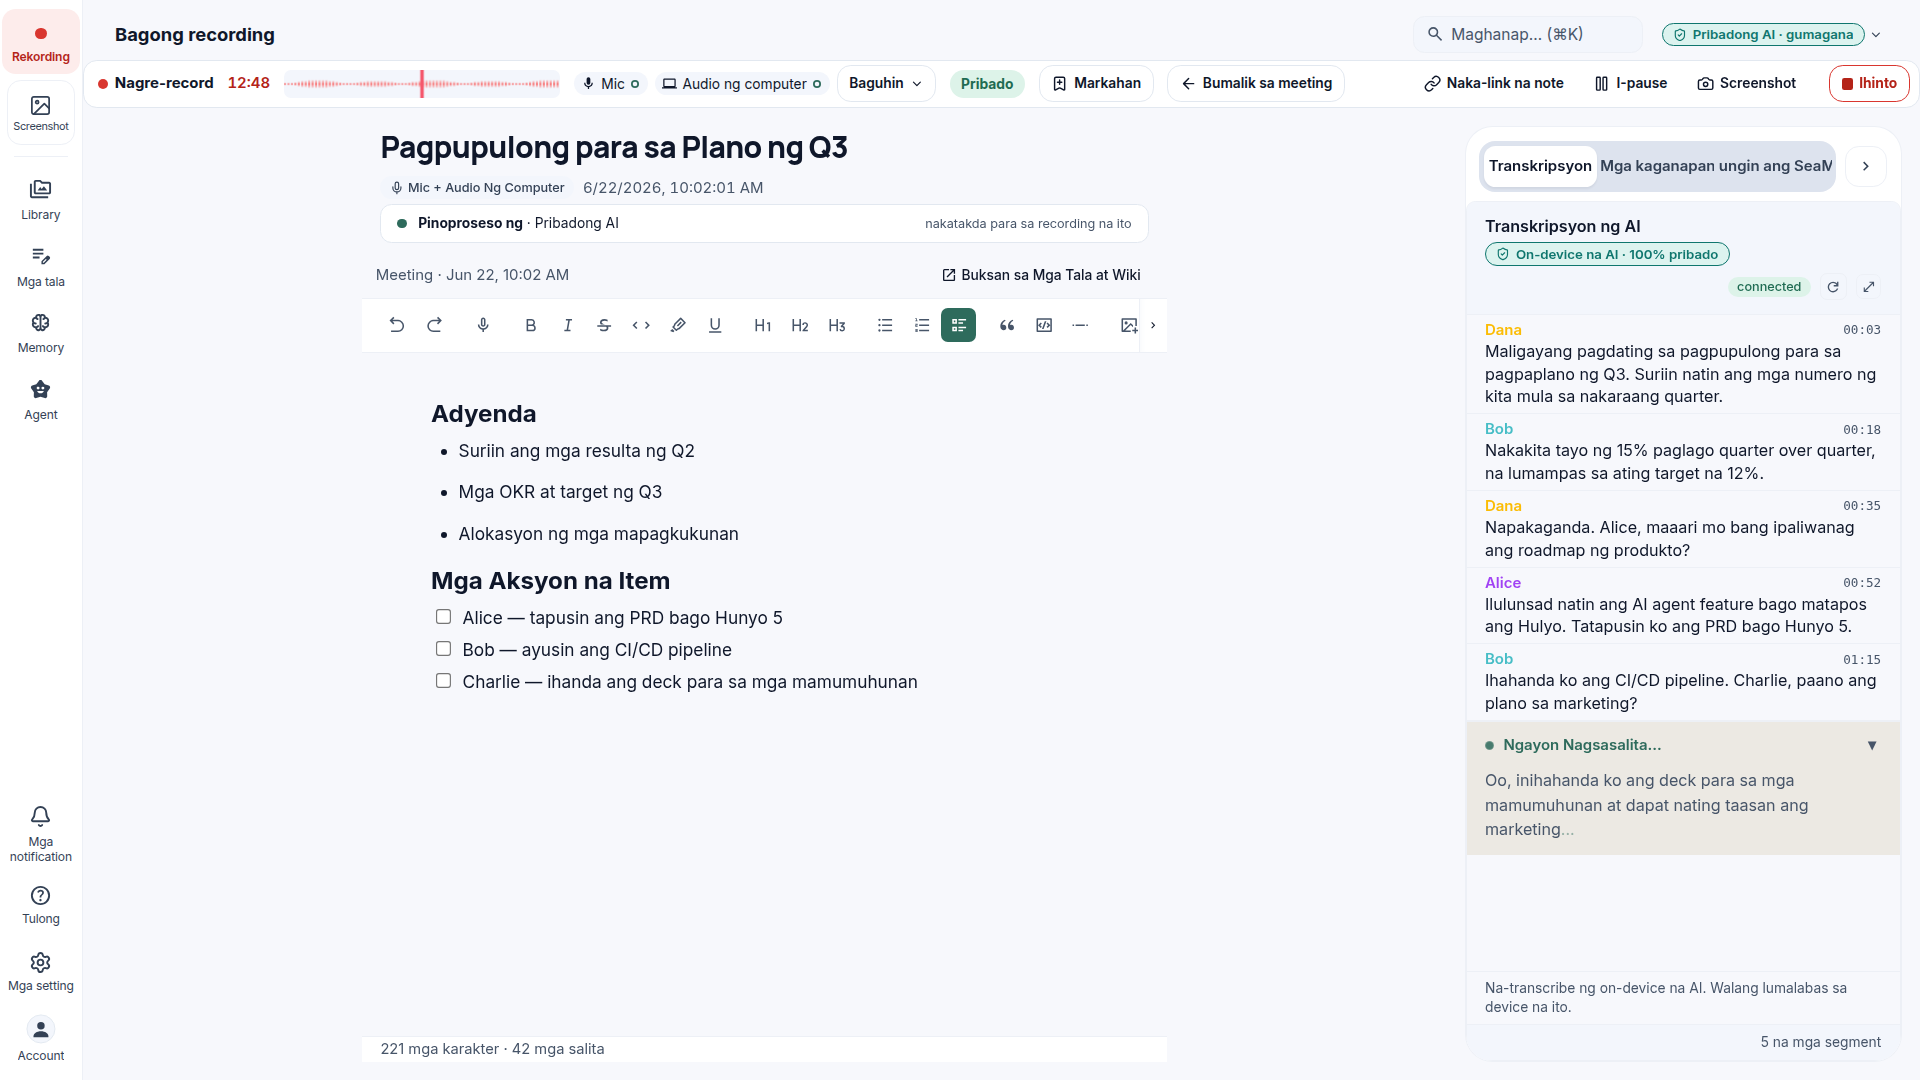 Bagong recording
Maghanap... (⌘K)
Pribadong AI · gumagana
Rekording
Screenshot
Library
Mga tala
Memory
Agent
Mga notification
Tulong
Mga setting
Account
Nagre-record 12:48
Mic
Audio ng computer
Baguhin
Pribado
Markahan
Bumalik sa meeting
Naka-link na note
I-pause
Screenshot
Ihinto
Pagpupulong para sa Plano ng Q3
Mic + Audio Ng Computer 6/22/2026, 10:02:01 AM
Pinoproseso ng · Pribadong AI
nakatakda para sa recording na ito
Meeting · Jun 22, 10:02 AM
Buksan sa Mga Tala at Wiki
B I S U H1 H2 H3
Adyenda
• Suriin ang mga resulta ng Q2
• Mga OKR at target ng Q3
• Alokasyon ng mga mapagkukunan
Mga Aksyon na Item
Alice — tapusin ang PRD bago Hunyo 5
Bob — ayusin ang CI/CD pipeline
Charlie — ihanda ang deck para sa mga mamumuhunan
221 mga karakter · 42 mga salita
Transkripsyon
Mga kaganapan ungin ang SeaM
Transkripsyon ng AI
On-device na AI · 100% pribado
connected
Dana 00:03
Maligayang pagdating sa pagpupulong para sa
pagpaplano ng Q3. Suriin natin ang mga numero ng
kita mula sa nakaraang quarter.
Bob 00:18
Nakakita tayo ng 15% paglago quarter over quarter,
na lumampas sa ating target na 12%.
Dana 00:35
Napakaganda. Alice, maaari mo bang ipaliwanag
ang roadmap ng produkto?
Alice 00:52
Ilulunsad natin ang AI agent feature bago matapos
ang Hulyo. Tatapusin ko ang PRD bago Hunyo 5.
Bob 01:15
Ihahanda ko ang CI/CD pipeline. Charlie, paano ang
plano sa marketing?
Ngayon Nagsasalita...
Oo, inihahanda ko ang deck para sa mga
mamumuhunan at dapat nating taasan ang
marketing...
Na-transcribe ng on-device na AI. Walang lumalabas sa
device na ito.
5 na mga segment